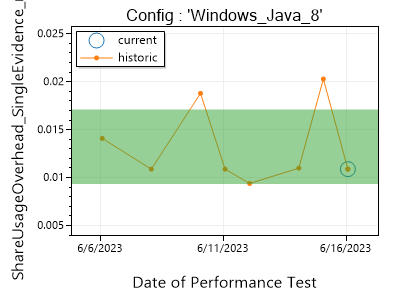 Config : 'Windows_Java_8'
ShareUsageOverhead_SingleEvidence_
0.025
0.02
0.015
0.01
0.005
current
historic
6/6/2023
6/11/2023
6/16/2023
Date of Performance Test